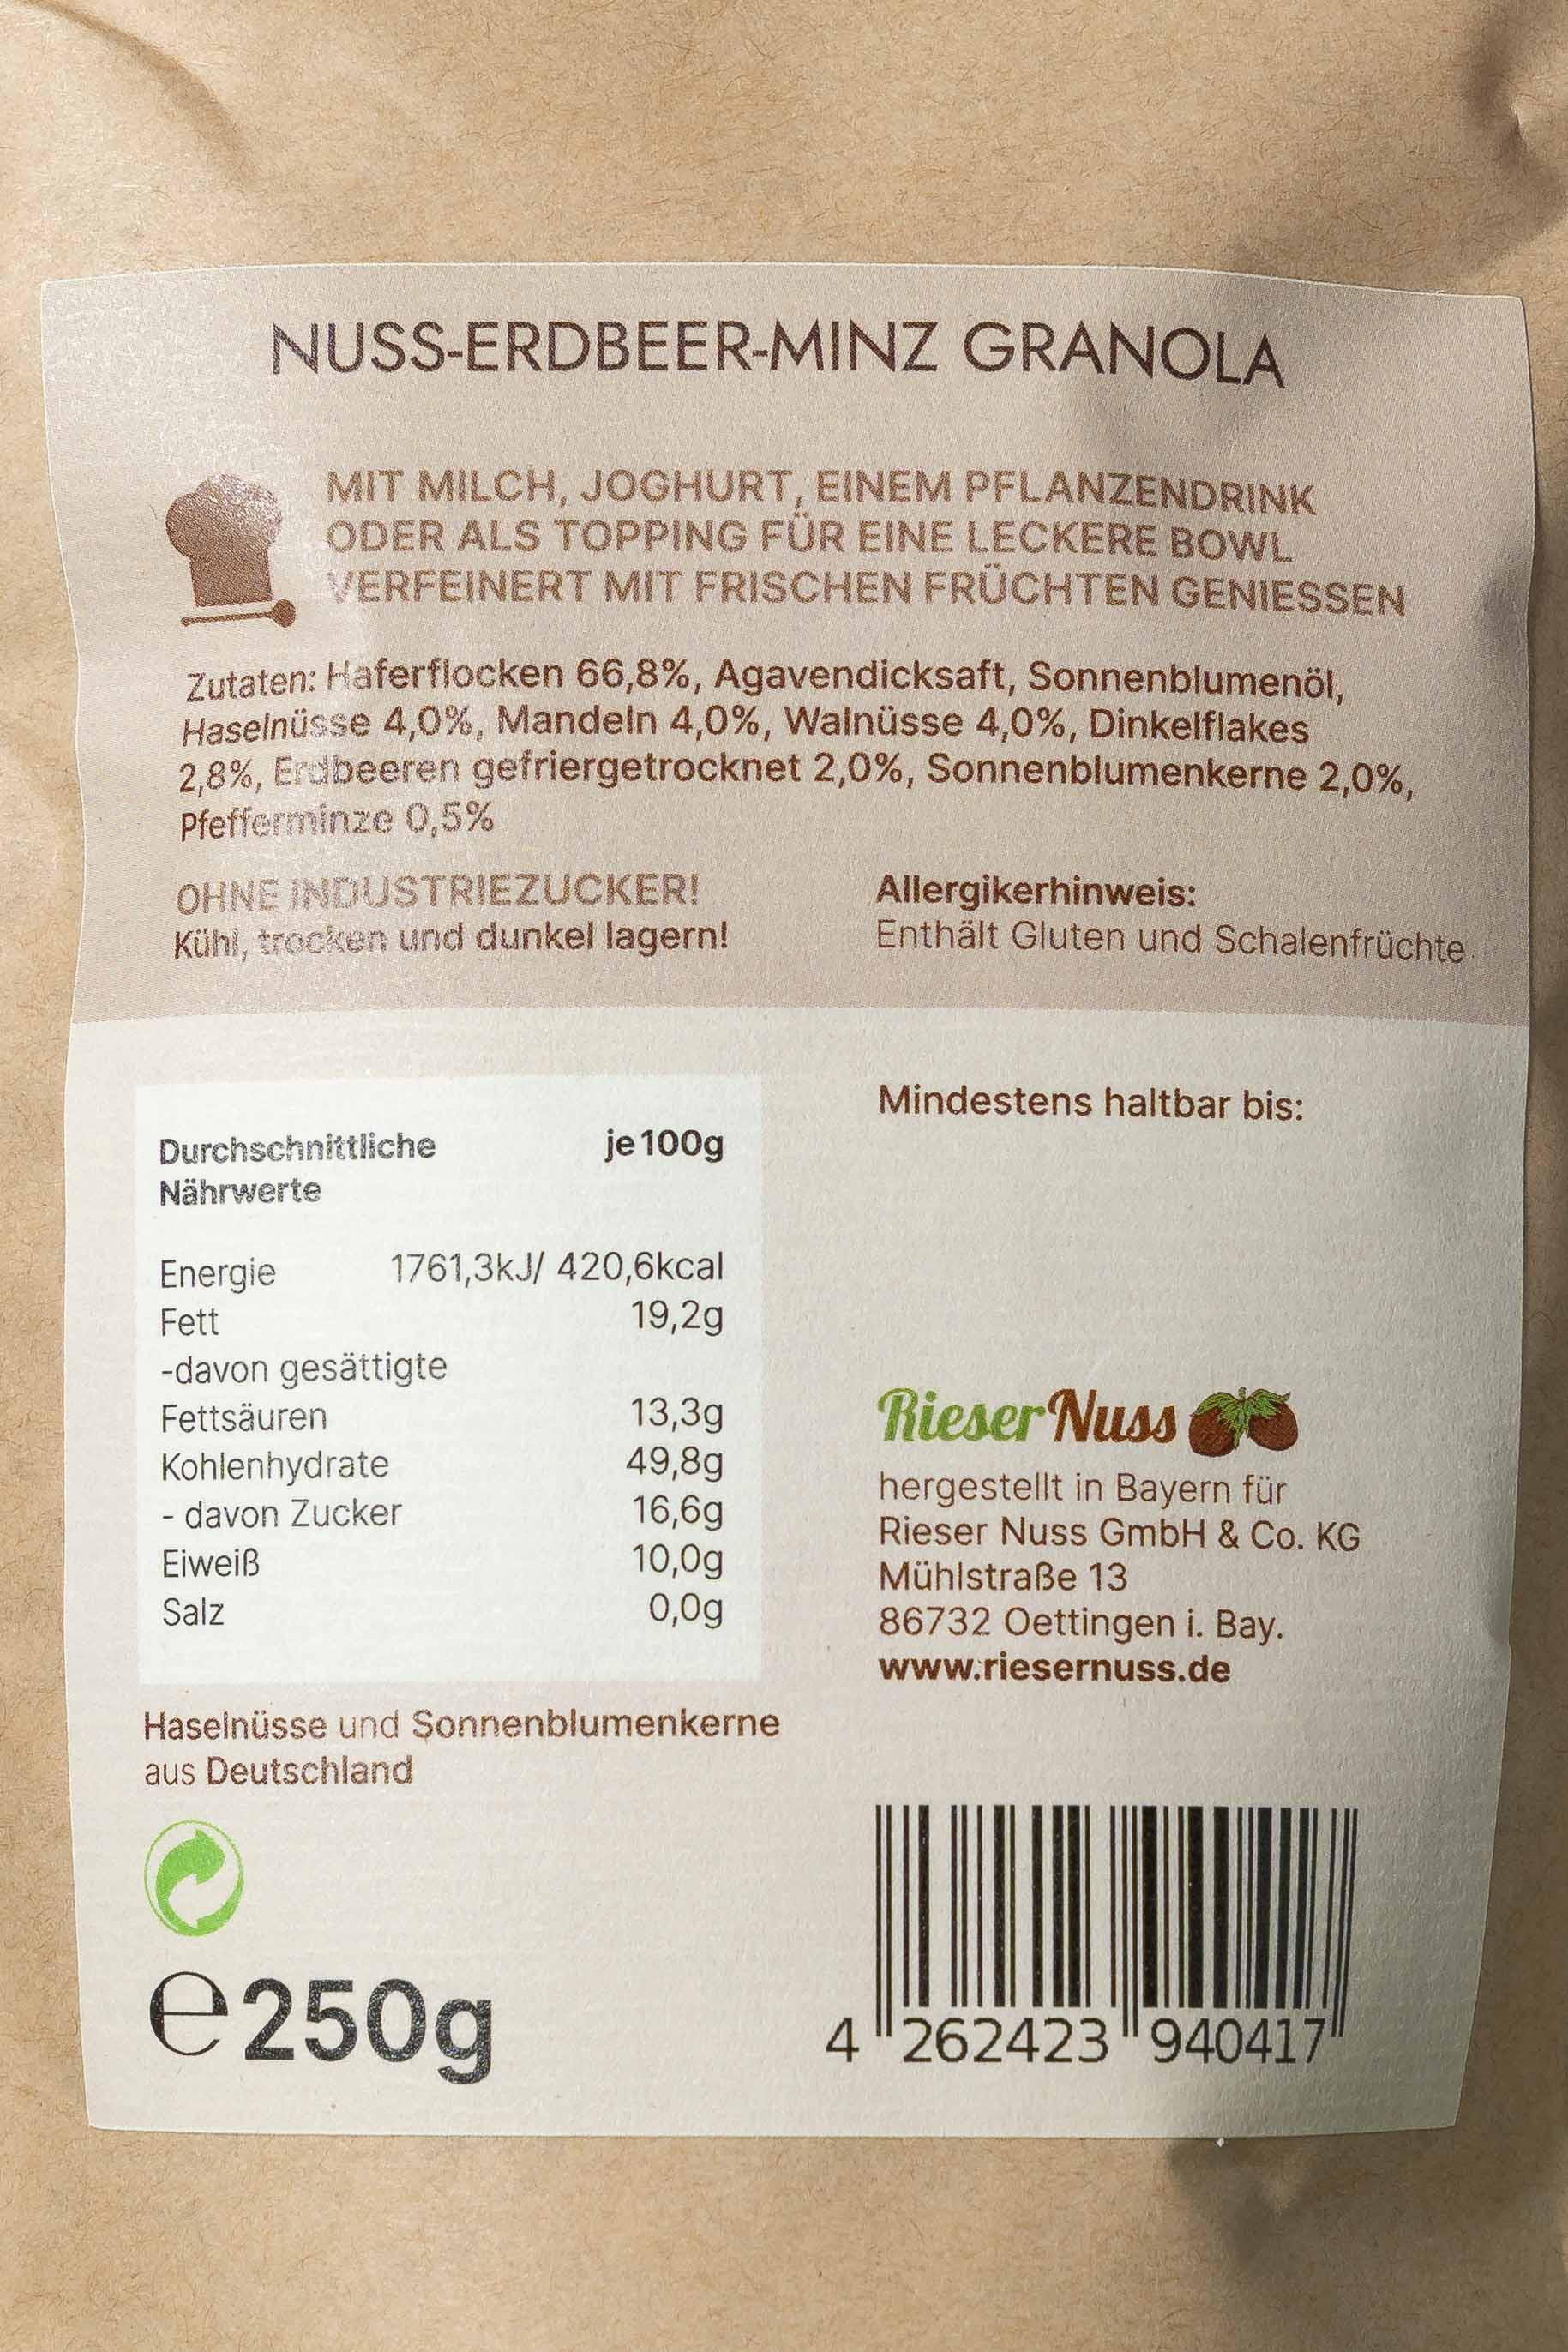 NUSS-ERDBEER-MINZ GRANOLA
MIT MILCH, JOGHURT, EINEM PFLANZENDRINK
ODER ALS TOPPING FÜR EINE LECKERE BOWL
VERFEINERT MIT FRISCHEN FRÜCHTEN GENIESSEN
Zutaten: Haferflocken 66,8%, Agavendicksaft, Sonnenblumenöl,
Haselnüsse 4,0%, Mandeln 4,0%, Walnüsse 4,0%, Dinkelflakes
2,8%, Erdbeeren gefriergetrocknet 2,0%, Sonnenblumenkerne 2,0%,
Pfefferminze 0,5%
OHNE INDUSTRIEZUCKER!
Kühl, trocken und dunkel lagern!
Allergikerhinweis:
Enthält Gluten und Schalenfrüchte
Durchschnittliche je 100g
Nährwerte
Energie 1761,3kJ/ 420,6kcal
Fett 19,2g
-davon gesättigte
Fettsäuren 13,3g
Kohlenhydrate 49,8g
- davon Zucker 16,6g
Eiweiß 10,0g
Salz 0,0g
Haselnüsse und Sonnenblumenkerne
aus Deutschland
℮250g
Mindestens haltbar bis:
Rieser Nuss
hergestellt in Bayern für
Rieser Nuss GmbH & Co. KG
Mühlstraße 13
86732 Oettingen i. Bay.
www.riesernuss.de
4 262423 940417